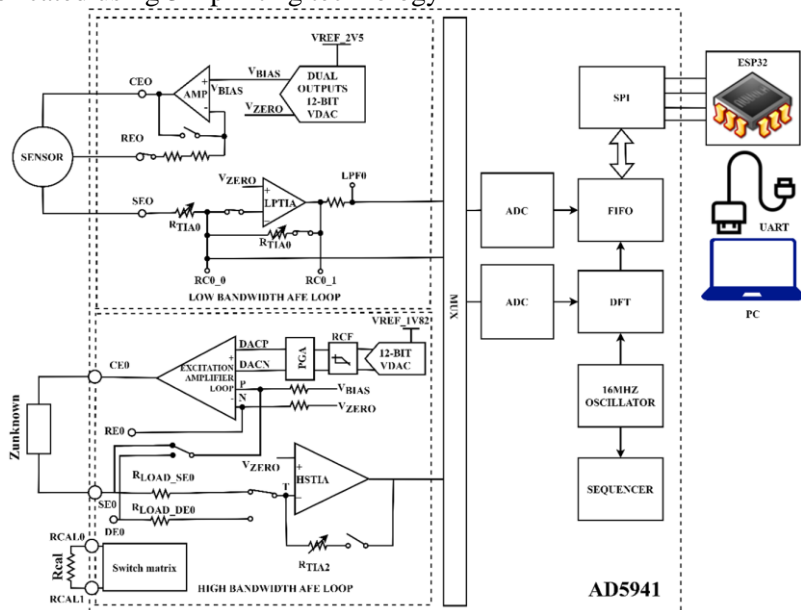 VREF_2V5
CEO
AMP
+
-
VBIAS
VBIAS
VZERO
DUAL
OUTPUTS
12-BIT
VDAC
REO
SENSOR
SEO
RTIA0
VZERO
+
LPTIA
-
LPF0
RTIA0
RC0_0
RC0_1
LOW BANDWIDTH AFE LOOP
MUX
ADC
ADC
SPI
FIFO
DFT
16MHZ
OSCILLATOR
SEQUENCER
ESP32
UART
PC
VREF_1V82
CE0
+
EXCITATION
AMPLIFIER
LOOP
P
-
N
DACP
DACN
PGA
RCF
12-BIT
VDAC
VBIAS
VZERO
Zunknown
RE0
VZERO
+
HSTIA
-
T
RLOAD_SE0
SE0
RLOAD_DE0
DE0
RTIA2
RCAL0
Rcal
RCAL1
Switch matrix
HIGH BANDWIDTH AFE LOOP
AD5941